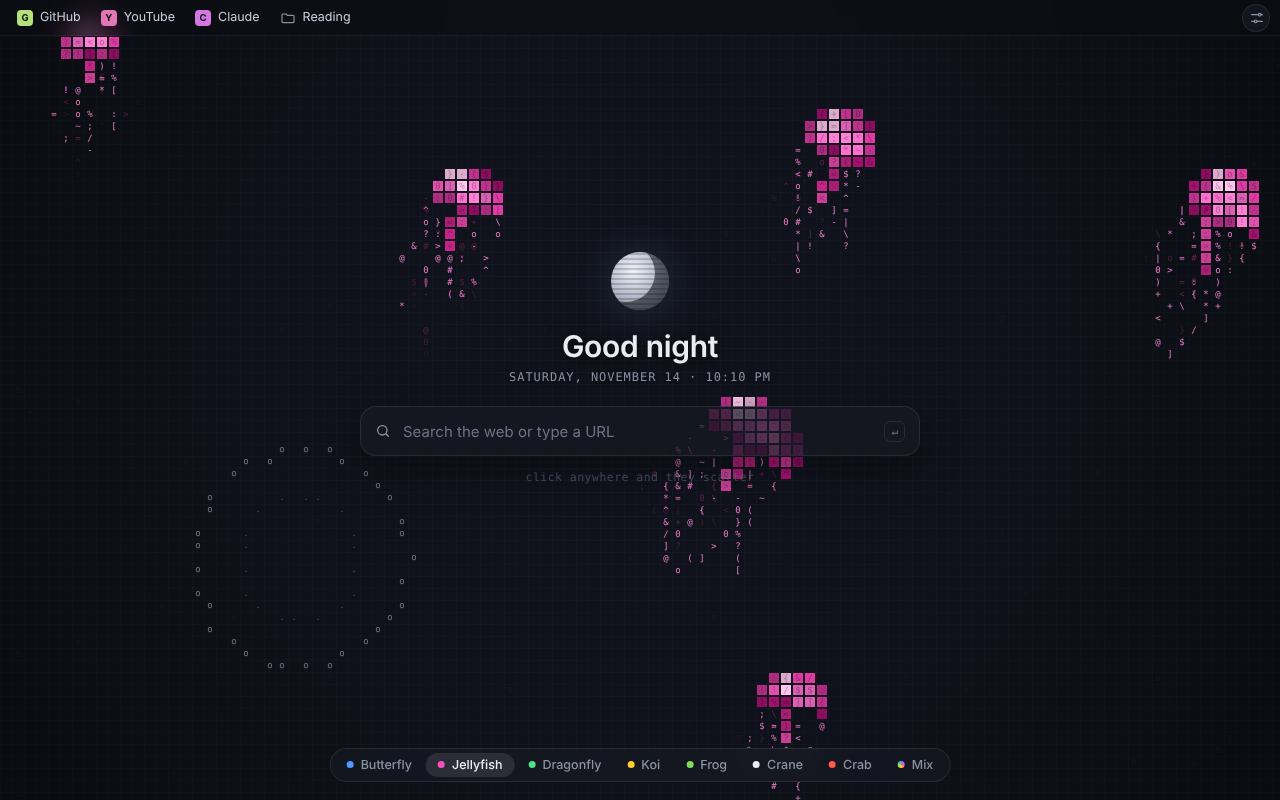 G GitHub Y YouTube C Claude Reading
Good night
SATURDAY, NOVEMBER 14 · 10:10 PM
Search the web or type a URL
click anywhere and they scatter
Butterfly Jellyfish Dragonfly Koi Frog Crane Crab Mix